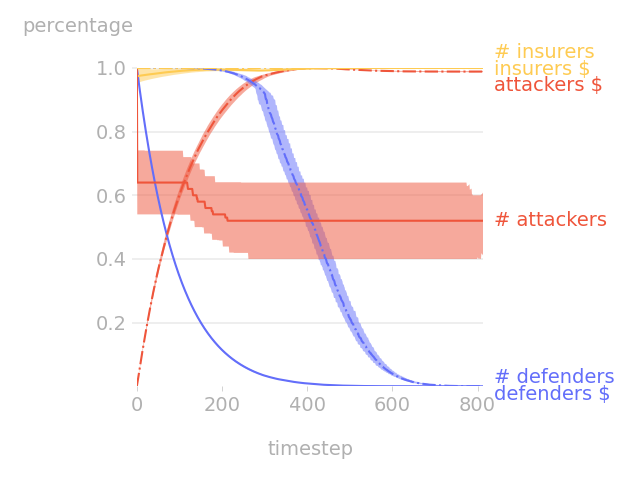 percentage
# insurers
insurers $
attackers $
1.0
0.8
0.6
# attackers
0.4
0.2
# defenders
defenders $
0 200 400 600 800
timestep